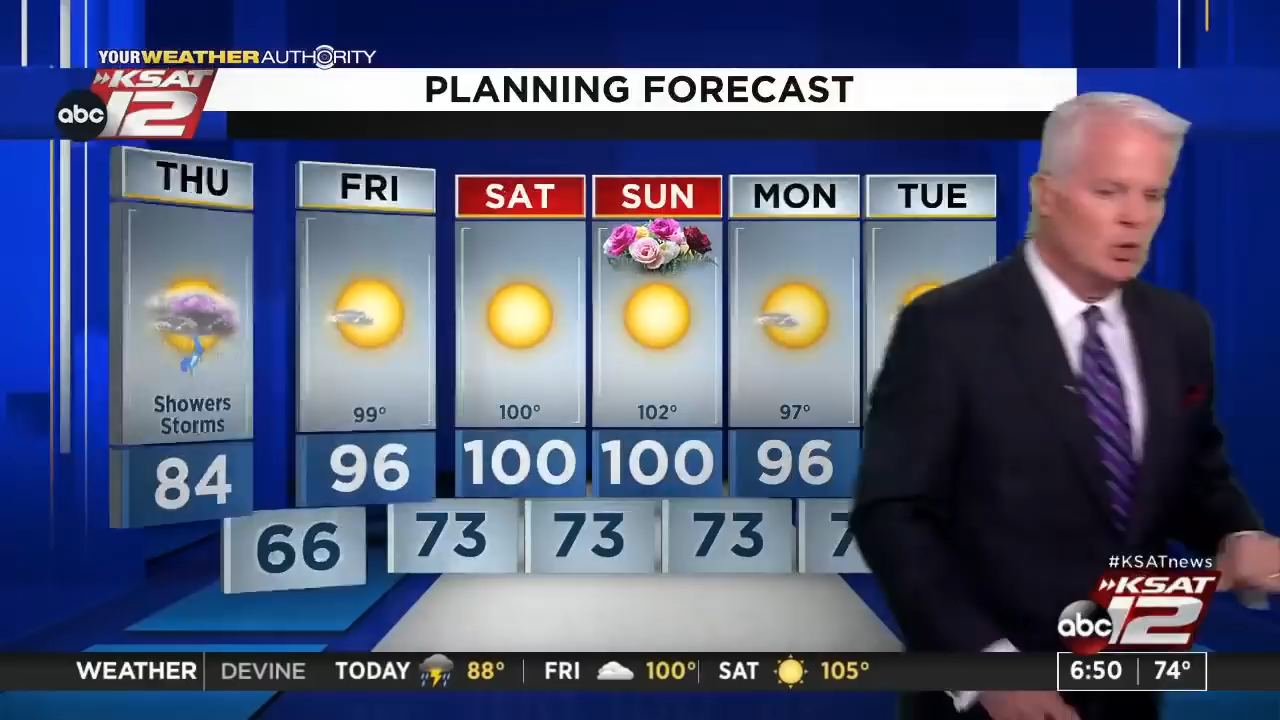 YOUR WEATHER AUTHORITY
KSAT
abc 12
PLANNING FORECAST
THU FRI SAT SUN MON TUE
Showers
Storms
99° 100° 102° 97°
84 96 100 100 96
66 73 73 73 7
#KSATnews
KSAT
abc 12
WEATHER DEVINE TODAY 88° FRI 100° SAT 105° 6:50 74°